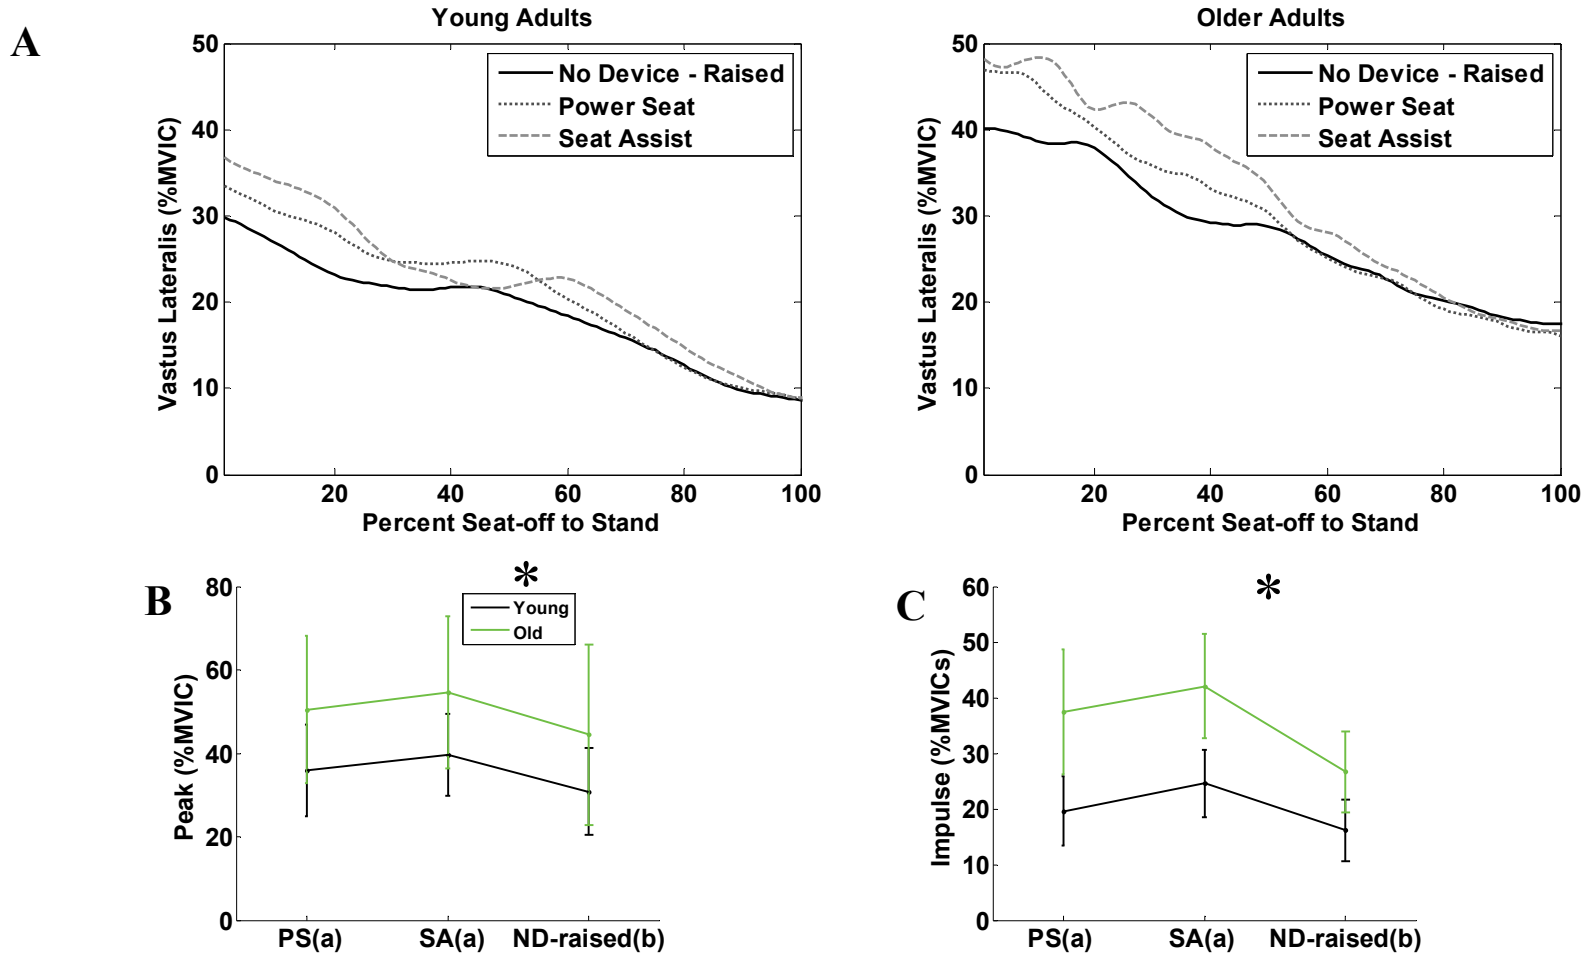 A
Young Adults
50
40
30
20
10
0
Vastus Lateralis (%MVIC)
No Device - Raised
Power Seat
Seat Assist
20 40 60 80 100
Percent Seat-off to Stand
Older Adults
50
40
30
20
10
0
Vastus Lateralis (%MVIC)
No Device - Raised
Power Seat
Seat Assist
20 40 60 80 100
Percent Seat-off to Stand
B
*
80
60
40
20
0
Peak (%MVIC)
Young
Old
PS(a) SA(a) ND-raised(b)
C
*
60
50
40
30
20
10
0
Impulse (%MVICs)
PS(a) SA(a) ND-raised(b)